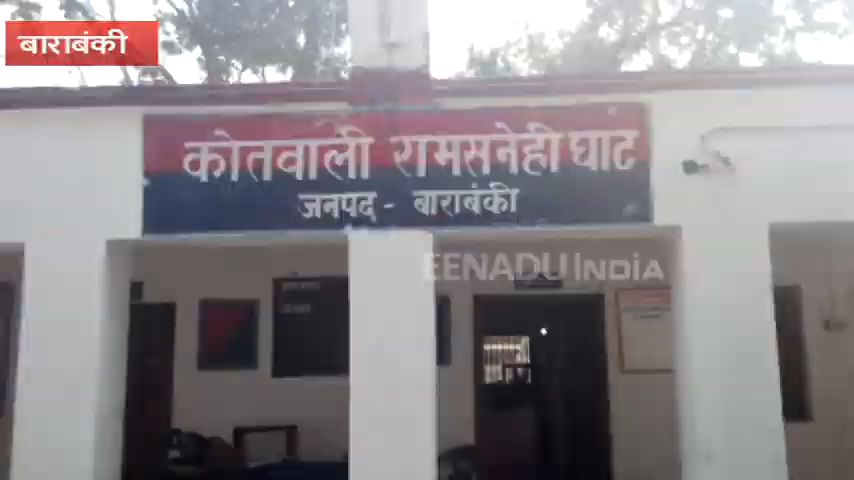 बाराबंकी
कोतवाली रामसनेही घाट
जनपद - बाराबंकी
EENADU INDIA